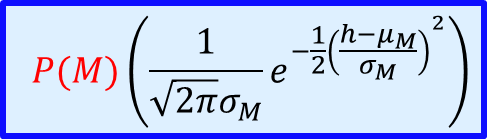 P(M) ( 1 / √2π σ_M e^{-1/2 ((h−μ_M)/σ_M)^2} )